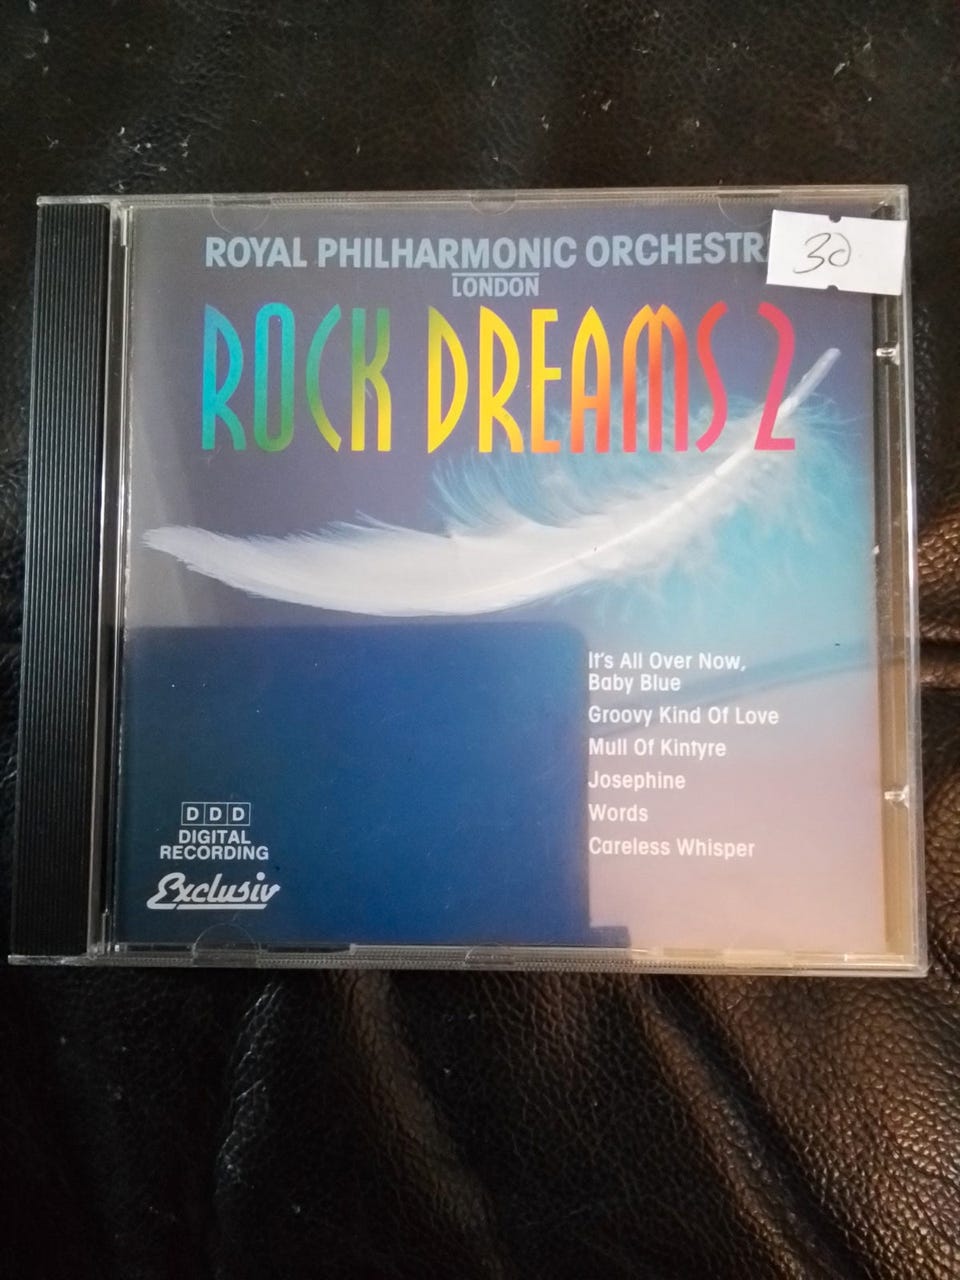 ROYAL PHILHARMONIC ORCHESTRA
LONDON
30
ROCK DREAMS 2
It's All Over Now,
Baby Blue
Groovy Kind Of Love
Mull Of Kintyre
Josephine
Words
Careless Whisper
DDD
DIGITAL
RECORDING
Exclusiv